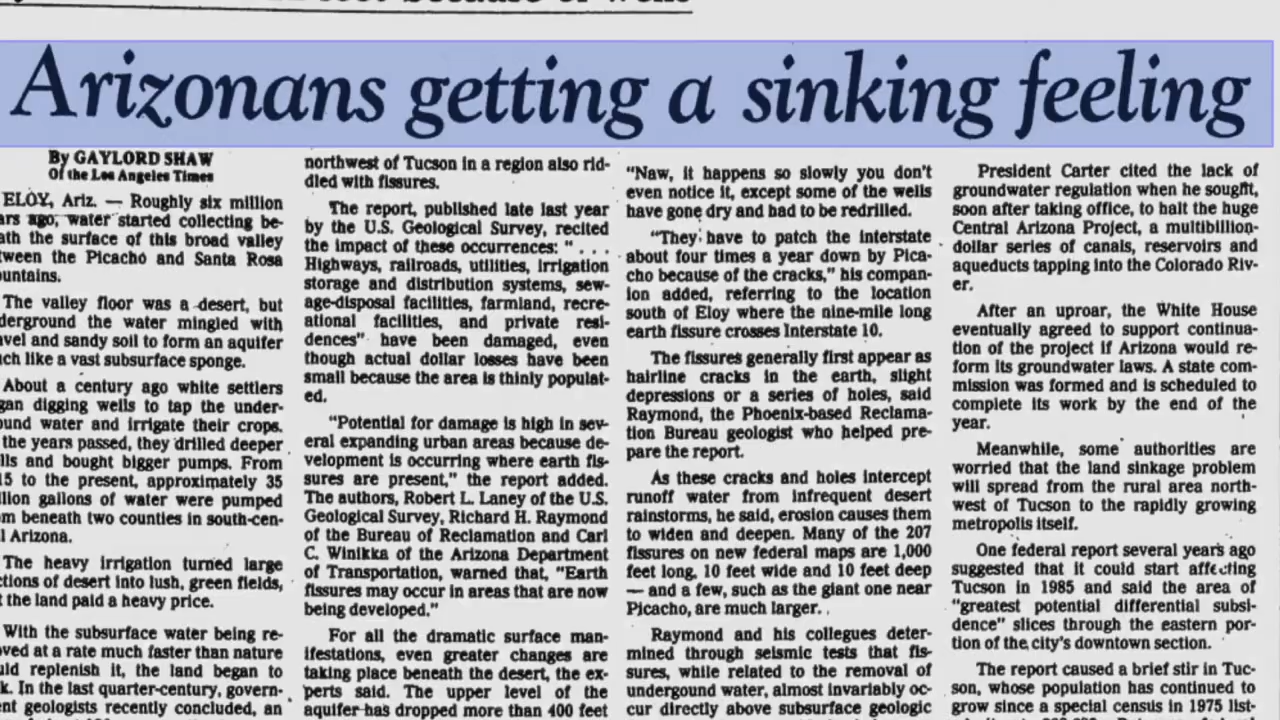 Arizonans getting a sinking feeling
By GAYLORD SHAW
Of the Los Angeles Times
ELOY, Ariz. — Roughly six million
ars ago, water started collecting be-
ath the surface of this broad valley
tween the Picacho and Santa Rosa
ountains.
The valley floor was a desert, but
derground the water mingled with
avel and sandy soil to form an aquifer
uch like a vast subsurface sponge.
About a century ago white settlers
gan digging wells to tap the under-
ound water and irrigate their crops.
the years passed, they drilled deeper
lls and bought bigger pumps. From
15 to the present, approximately 35
llion gallons of water were pumped
om beneath two counties in south-cen-
l Arizona.
The heavy irrigation turned large
ctions of desert into lush, green fields,
t the land paid a heavy price.
With the subsurface water being re-
oved at a rate much faster than nature
uld replenish it, the land began to
k. In the last quarter-century, govern-
ent geologists recently concluded, an
northwest of Tucson in a region also rid-
dled with fissures.
The report, published late last year
by the U.S. Geological Survey, recited
the impact of these occurrences: " . . .
Highways, railroads, utilities, irrigation
storage and distribution systems, sew-
age-disposal facilities, farmland, recre-
ational facilities, and private resi-
dences" have been damaged, even
though actual dollar losses have been
small because the area is thinly populat-
ed.
"Potential for damage is high in sev-
eral expanding urban areas because de-
velopment is occurring where earth fis-
sures are present," the report added.
The authors, Robert L. Laney of the U.S.
Geological Survey, Richard H. Raymond
of the Bureau of Reclamation and Carl
C. Winikka of the Arizona Department
of Transportation, warned that, "Earth
fissures may occur in areas that are now
being developed."
For all the dramatic surface man-
ifestations, even greater changes are
taking place beneath the desert, the ex-
perts said. The upper level of the
aquifer has dropped more than 400 feet
"Naw, it happens so slowly you don't
even notice it, except some of the wells
have gone dry and had to be redrilled.
"They have to patch the interstate
about four times a year down by Pica-
cho because of the cracks," his compan-
ion added, referring to the location
south of Eloy where the nine-mile long
earth fissure crosses Interstate 10.
The fissures generally first appear as
hairline cracks in the earth, slight
depressions or a series of holes, said
Raymond, the Phoenix-based Reclama-
tion Bureau geologist who helped pre-
pare the report.
As these cracks and holes intercept
runoff water from infrequent desert
rainstorms, he said, erosion causes them
to widen and deepen. Many of the 207
fissures on new federal maps are 1,000
feet long, 10 feet wide and 10 feet deep
— and a few, such as the giant one near
Picacho, are much larger.
Raymond and his collegues deter-
mined through seismic tests that fis-
sures, while related to the removal of
undergound water, almost invariably oc-
cur directly above subsurface geologic
President Carter cited the lack of
groundwater regulation when he sought,
soon after taking office, to halt the huge
Central Arizona Project, a multibillion-
dollar series of canals, reservoirs and
aqueducts tapping into the Colorado Riv-
er.
After an uproar, the White House
eventually agreed to support continua-
tion of the project if Arizona would re-
form its groundwater laws. A state com-
mission was formed and is scheduled to
complete its work by the end of the
year.
Meanwhile, some authorities are
worried that the land sinkage problem
will spread from the rural area north-
west of Tucson to the rapidly growing
metropolis itself.
One federal report several years ago
suggested that it could start affecting
Tucson in 1985 and said the area of
"greatest potential differential subsi-
dence" slices through the eastern por-
tion of the city's downtown section.
The report caused a brief stir in Tuc-
son, whose population has continued to
grow since a special census in 1975 list-